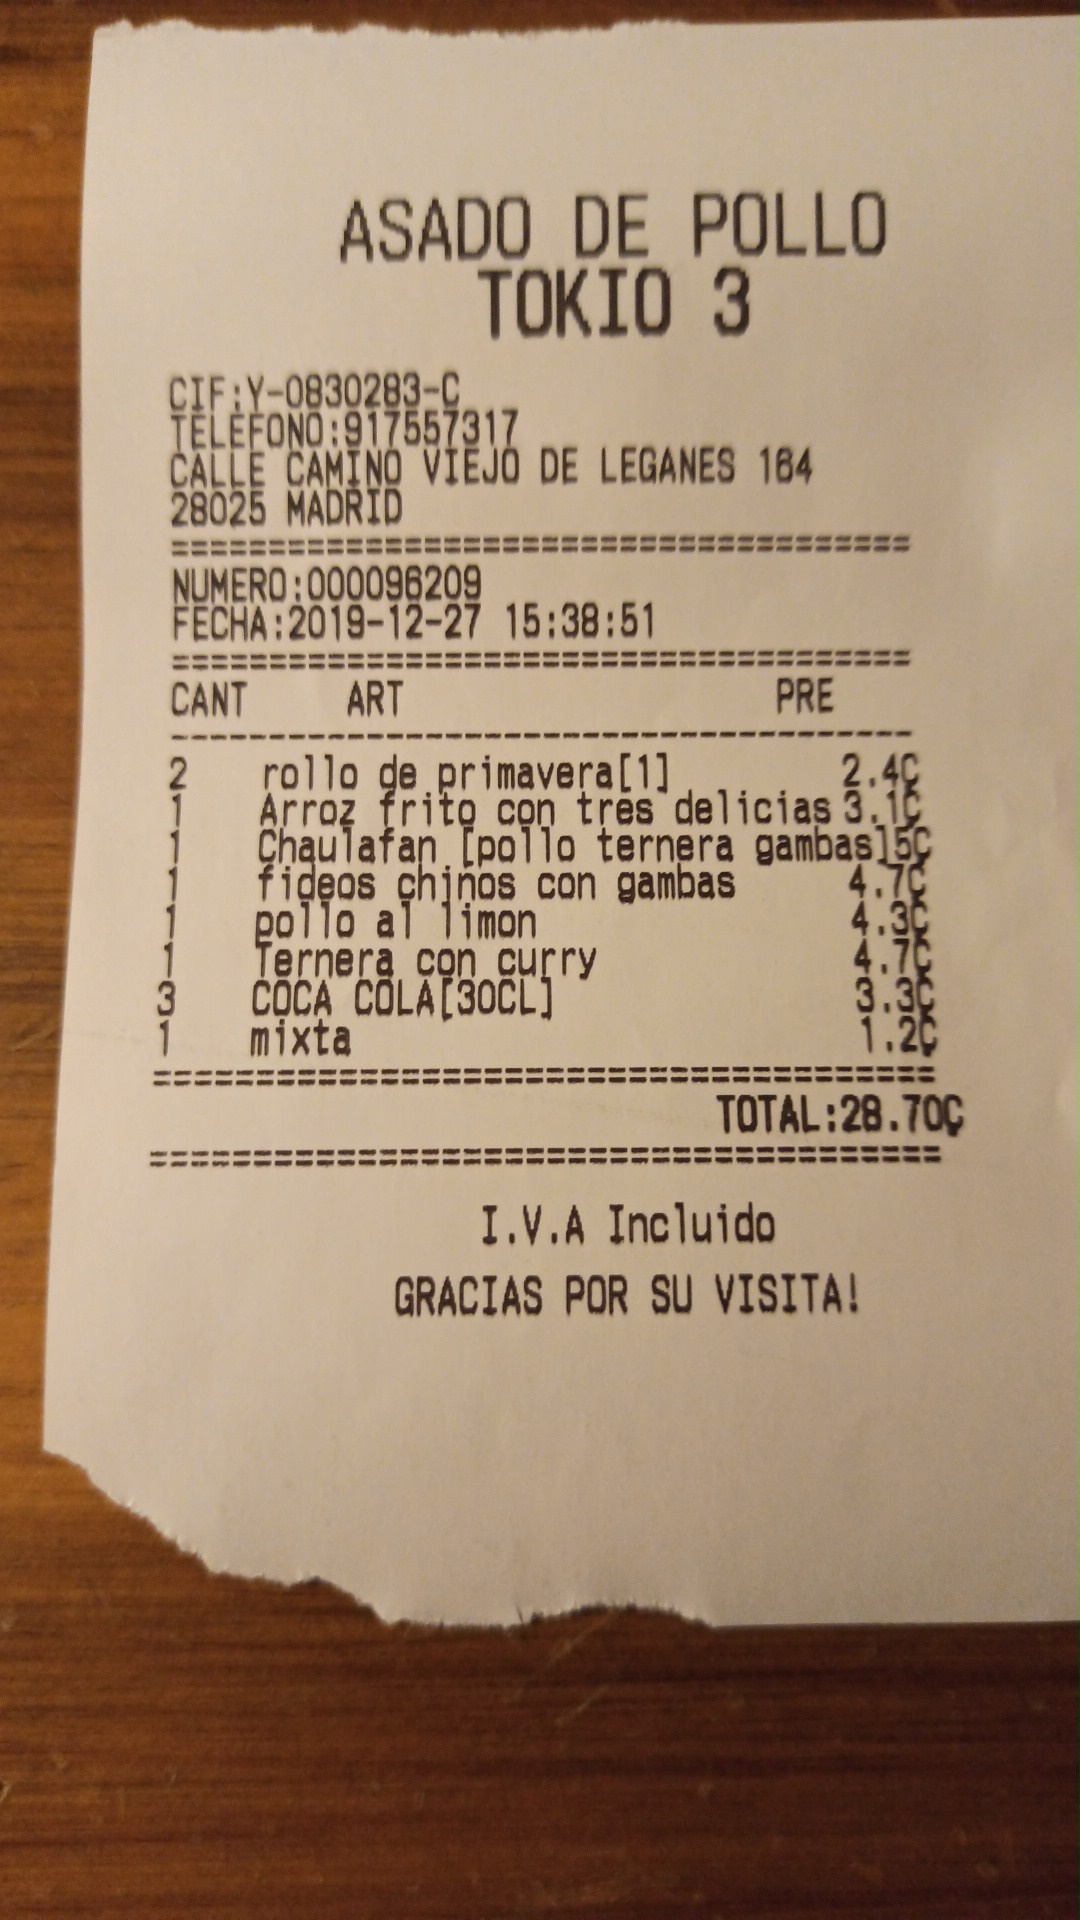 ASADO DE POLLO
TOKIO 3
CIF:Y-0830283-C
TELEFONO:917557317
CALLE CAMINO VIEJO DE LEGANES 164
28025 MADRID
=====================================
NUMERO:000096209
FECHA:2019-12-27 15:38:51
=====================================
CANT ART PRE
-------------------------------------
2 rollo de primavera[1] 2.4Ç
1 Arroz frito con tres delicias 3.1Ç
1 Chaulafan [pollo ternera gambas]5Ç
1 fideos chinos con gambas 4.7Ç
1 pollo al limon 4.3Ç
1 Ternera con curry 4.7Ç
3 COCA COLA[30CL] 3.3Ç
1 mixta 1.2Ç
=====================================
TOTAL:28.70Ç
=====================================
I.V.A Incluido
GRACIAS POR SU VISITA!